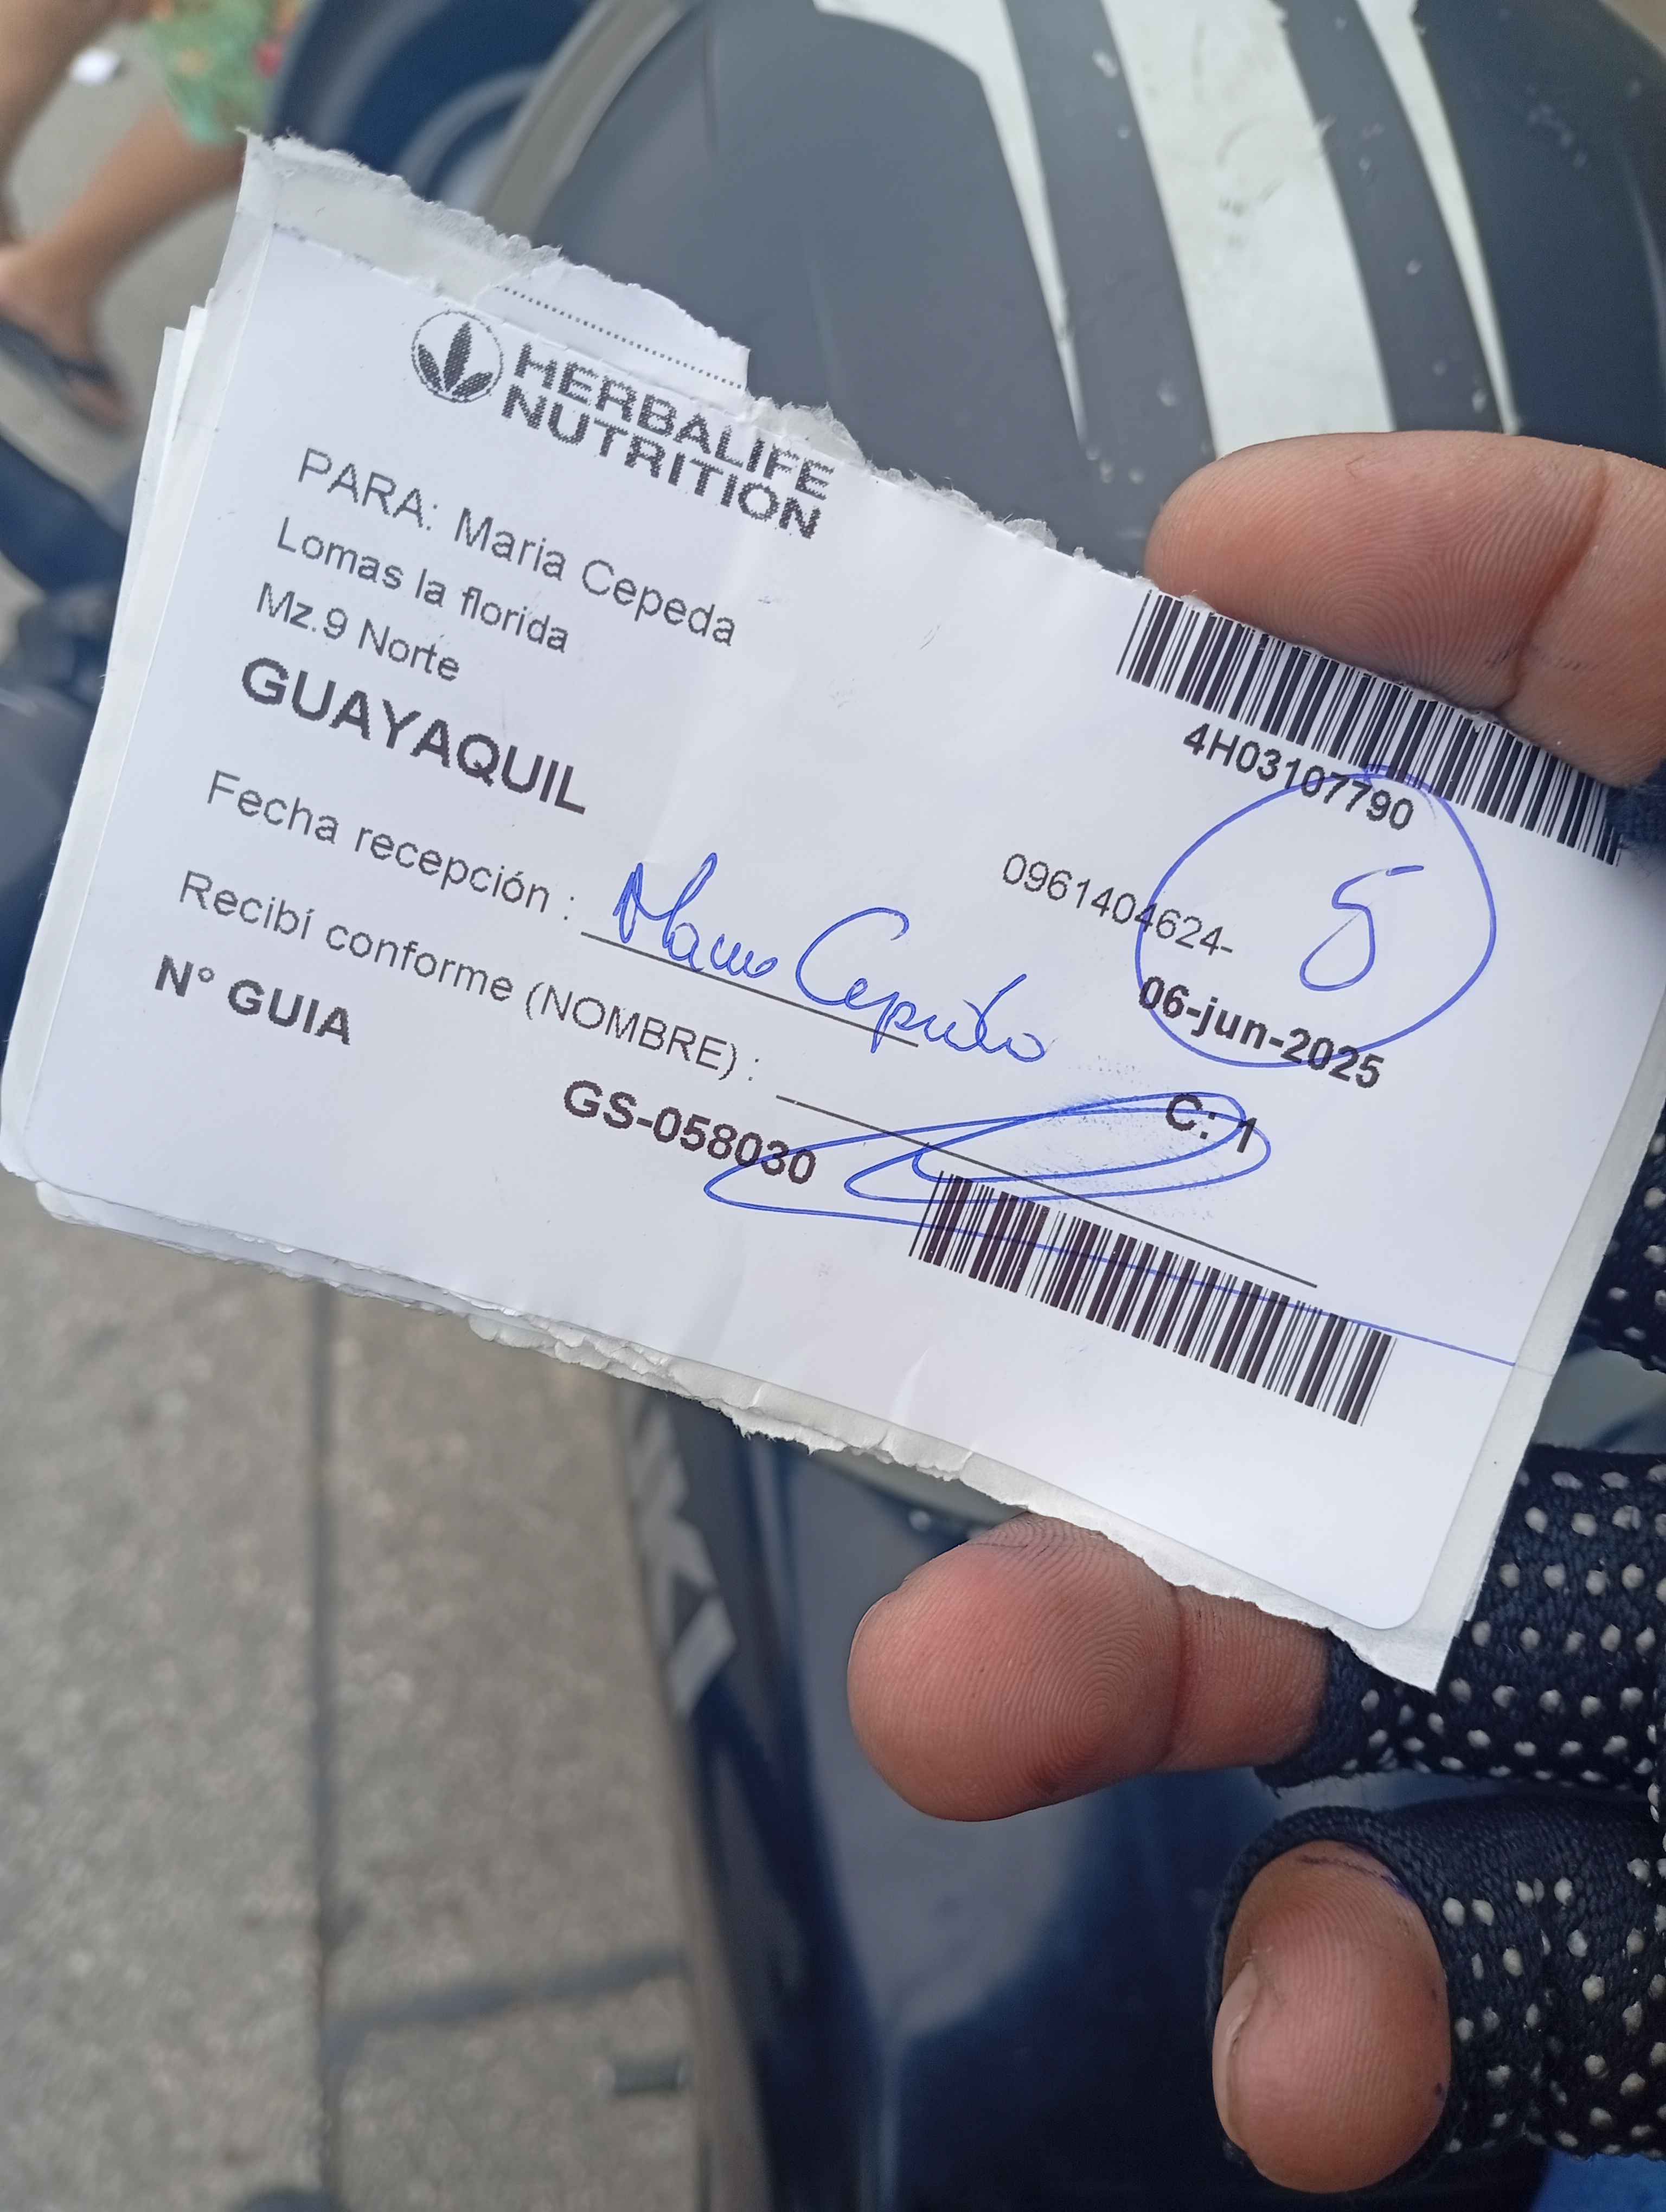 HERBALIFE
NUTRITION
PARA: Maria Cepeda
Lomas la florida
Mz.9 Norte
GUAYAQUIL
4H03107790
0961404624-
5
06-jun-2025
C: 1
Fecha recepción :
Recibí conforme (NOMBRE) :
Nº GUIA
GS-058030